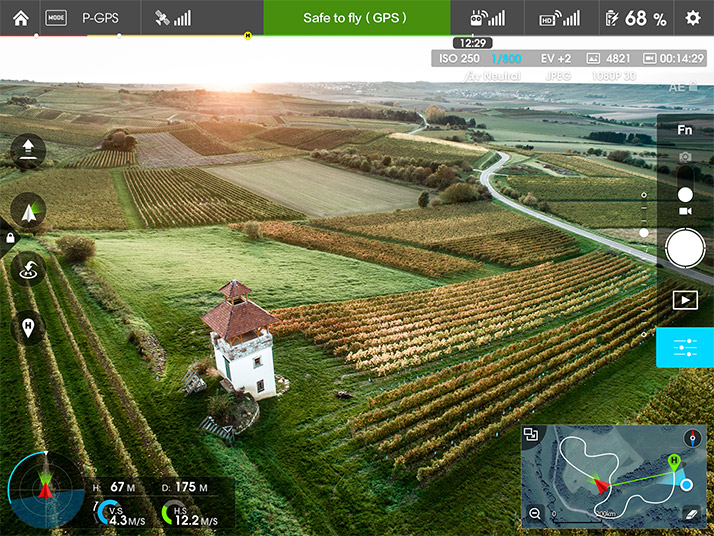 MODE P-GPS Safe to fly ( GPS ) HD 68 %
H
12:29
ISO 250 1/800 EV +2 4821 00:14:29
Neutral JPEG 1080P 30
AE
Fn
H
H: 67 M D: 175 M
V.S 4.3 M/S H.S 12.2 M/S
H
0